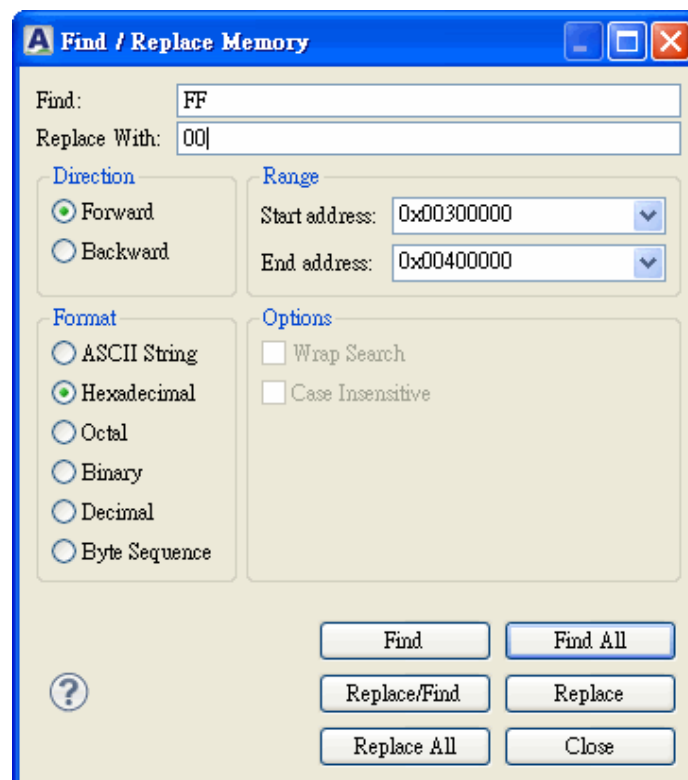 Find / Replace Memory
Find: FF
Replace With: 00
Direction
Forward
Backward
Range
Start address: 0x00300000
End address: 0x00400000
Format
ASCII String
Hexadecimal
Octal
Binary
Decimal
Byte Sequence
Options
Wrap Search
Case Insensitive
Find Find All
Replace/Find Replace
Replace All Close